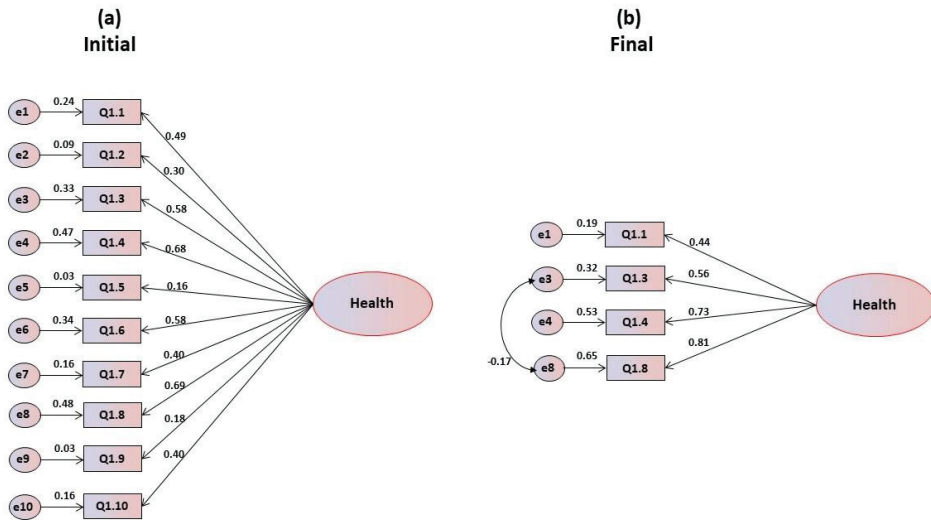 (a)
Initial
e1 0.24 Q1.1 0.49
e2 0.09 Q1.2 0.30
e3 0.33 Q1.3 0.58
e4 0.47 Q1.4 0.68
e5 0.03 Q1.5 0.16
e6 0.34 Q1.6 0.58
e7 0.16 Q1.7 0.40
e8 0.48 Q1.8 0.69
e9 0.03 Q1.9 0.18
e10 0.16 Q1.10 0.40
Health
(b)
Final
e1 0.19 Q1.1 0.44
e3 0.32 Q1.3 0.56
e4 0.53 Q1.4 0.73
e8 0.65 Q1.8 0.81
-0.17
Health